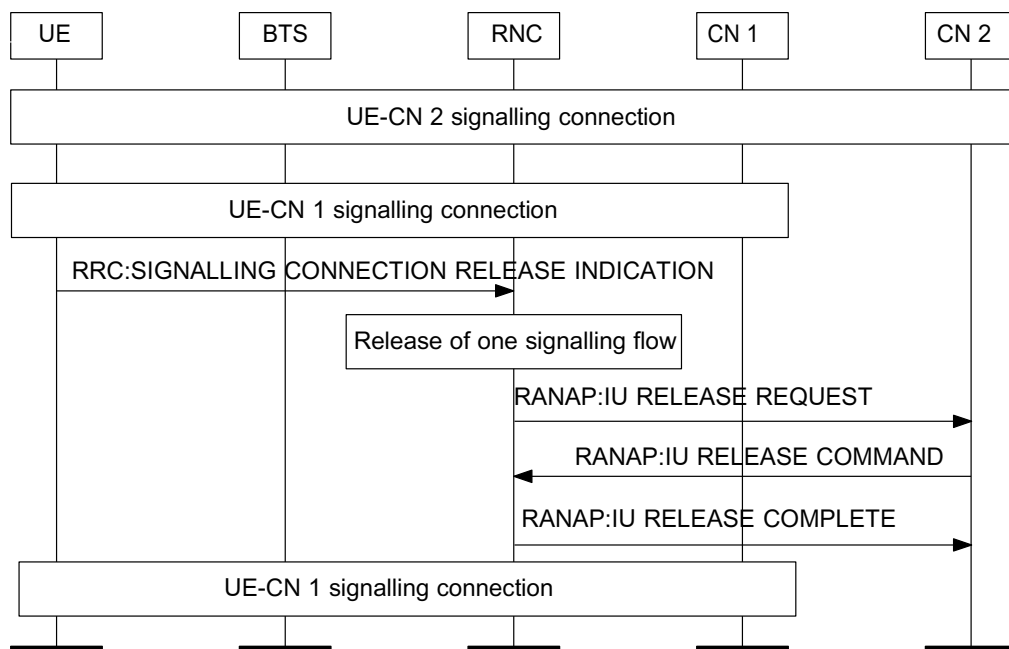 UE
BTS
RNC
CN 1
CN 2
UE-CN 2 signalling connection
UE-CN 1 signalling connection
RRC:SIGNALLING CONNECTION RELEASE INDICATION
Release of one signalling flow
RANAP:IU RELEASE REQUEST
RANAP:IU RELEASE COMMAND
RANAP:IU RELEASE COMPLETE
UE-CN 1 signalling connection